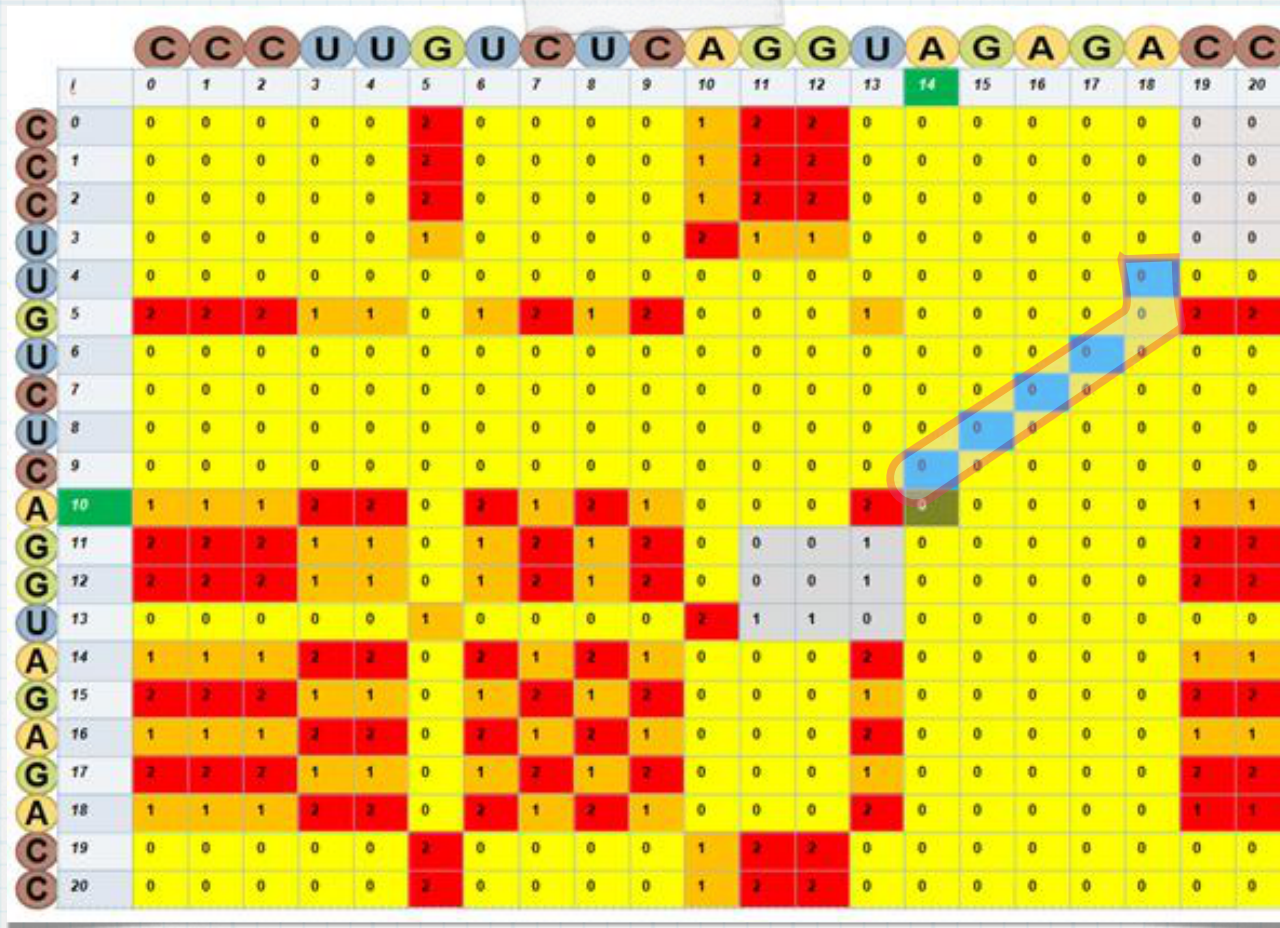 C C C U U G U C U C A G G U A G A G A C C
i 0 1 2 3 4 5 6 7 8 9 10 11 12 13 14 15 16 17 18 19 20
C 0 0 0 0 0 0 2 0 0 0 0 1 2 2 0 0 0 0 0 0 0 0
C 1 0 0 0 0 0 2 0 0 0 0 1 2 2 0 0 0 0 0 0 0 0
C 2 0 0 0 0 0 2 0 0 0 0 1 2 2 0 0 0 0 0 0 0 0
U 3 0 0 0 0 0 1 0 0 0 0 2 1 1 0 0 0 0 0 0 0 0
U 4 0 0 0 0 0 0 0 0 0 0 0 0 0 0 0 0 0 0 0 0 0
G 5 2 2 2 1 1 0 1 2 1 2 0 0 0 1 0 0 0 0 0 2 2
U 6 0 0 0 0 0 0 0 0 0 0 0 0 0 0 0 0 0 0 0 0 0
C 7 0 0 0 0 0 0 0 0 0 0 0 0 0 0 0 0 0 0 0 0 0
U 8 0 0 0 0 0 0 0 0 0 0 0 0 0 0 0 0 0 0 0 0 0
C 9 0 0 0 0 0 0 0 0 0 0 0 0 0 0 0 0 0 0 0 0 0
A 10 1 1 1 2 2 0 2 1 2 1 0 0 0 2 0 0 0 0 0 1 1
G 11 2 2 2 1 1 0 1 2 1 2 0 0 0 1 0 0 0 0 0 2 2
G 12 2 2 2 1 1 0 1 2 1 2 0 0 0 1 0 0 0 0 0 2 2
U 13 0 0 0 0 0 1 0 0 0 0 2 1 1 0 0 0 0 0 0 0 0
A 14 1 1 1 2 2 0 2 1 2 1 0 0 0 2 0 0 0 0 0 1 1
G 15 2 2 2 1 1 0 1 2 1 2 0 0 0 1 0 0 0 0 0 2 2
A 16 1 1 1 2 2 0 2 1 2 1 0 0 0 2 0 0 0 0 0 1 1
G 17 2 2 2 1 1 0 1 2 1 2 0 0 0 1 0 0 0 0 0 2 2
A 18 1 1 1 2 2 0 2 1 2 1 0 0 0 2 0 0 0 0 0 1 1
C 19 0 0 0 0 0 2 0 0 0 0 1 2 2 0 0 0 0 0 0 0 0
C 20 0 0 0 0 0 2 0 0 0 0 1 2 2 0 0 0 0 0 0 0 0